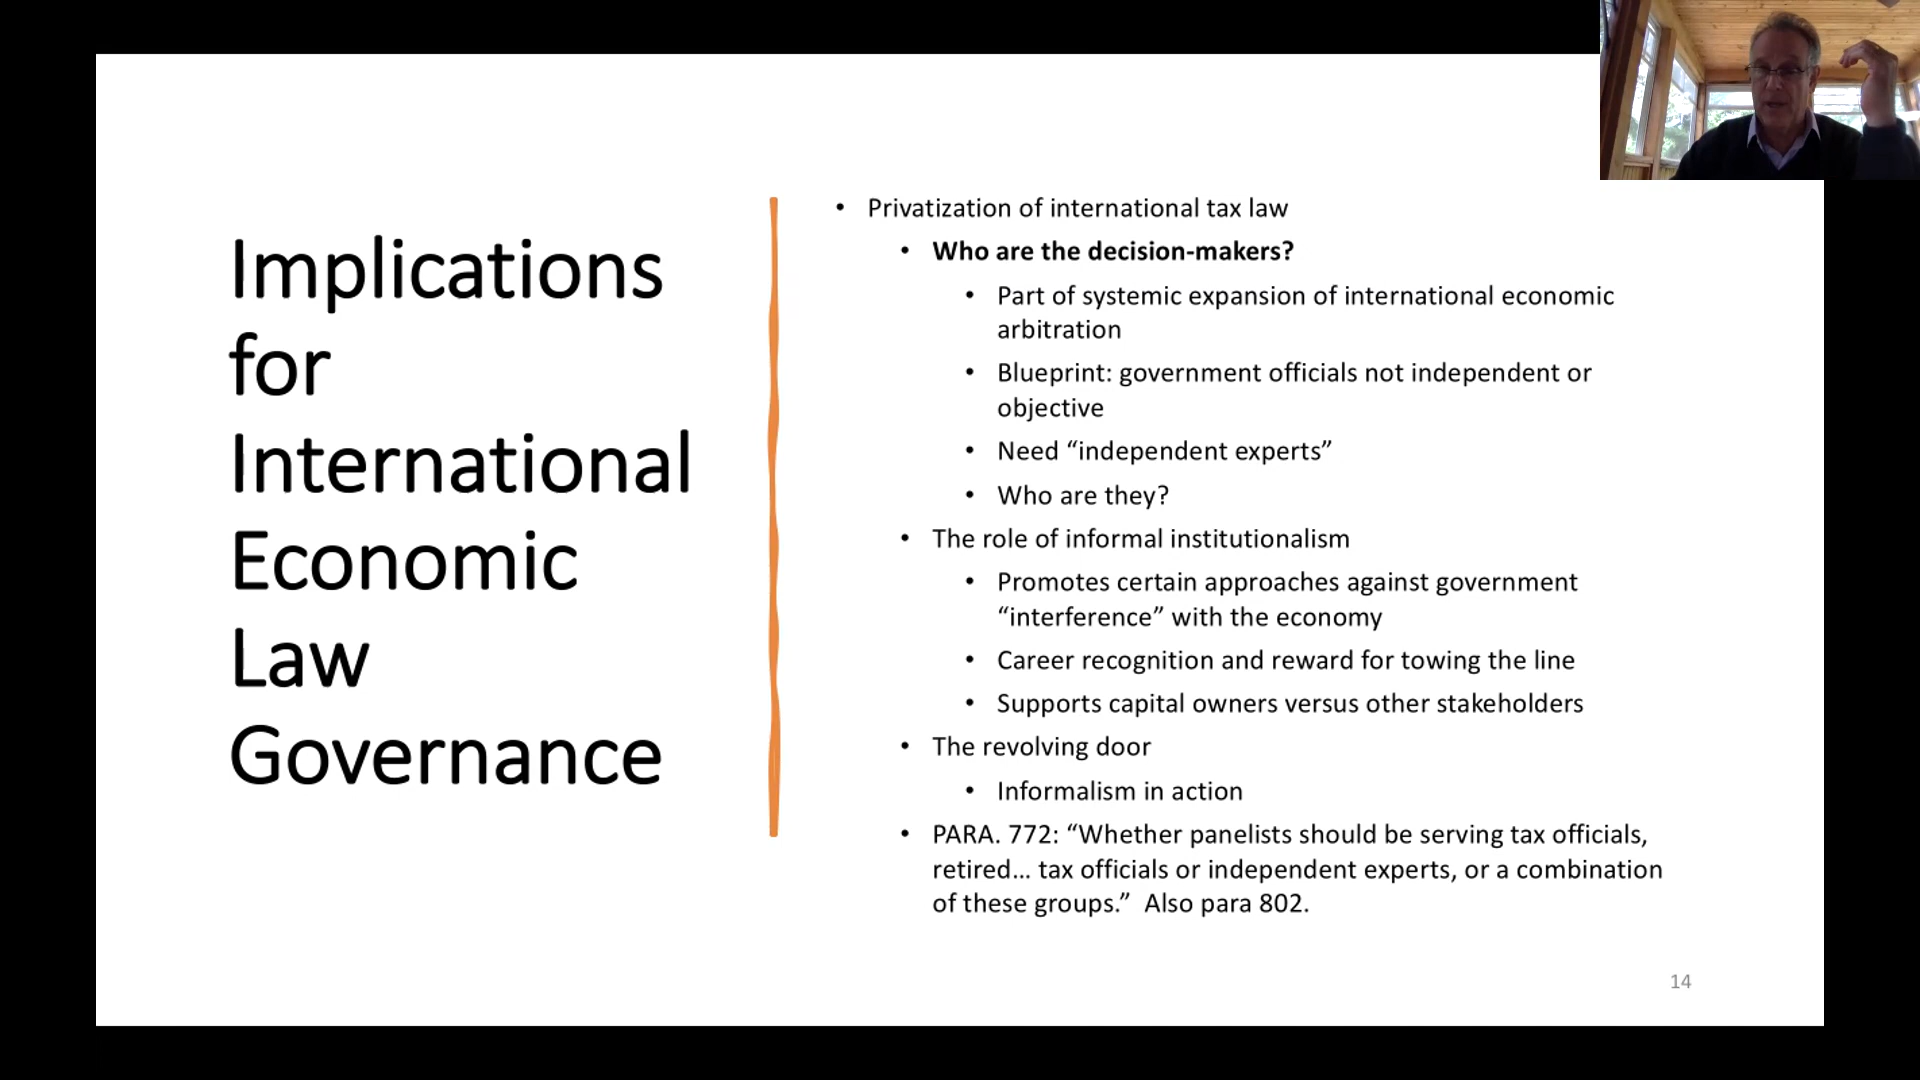 Implications
for
International
Economic
Law
Governance
• Privatization of international tax law
• Who are the decision-makers?
• Part of systemic expansion of international economic
arbitration
• Blueprint: government officials not independent or
objective
• Need “independent experts”
• Who are they?
• The role of informal institutionalism
• Promotes certain approaches against government
“interference” with the economy
• Career recognition and reward for towing the line
• Supports capital owners versus other stakeholders
• The revolving door
• Informalism in action
• PARA. 772: “Whether panelists should be serving tax officials,
retired… tax officials or independent experts, or a combination
of these groups.” Also para 802.
14